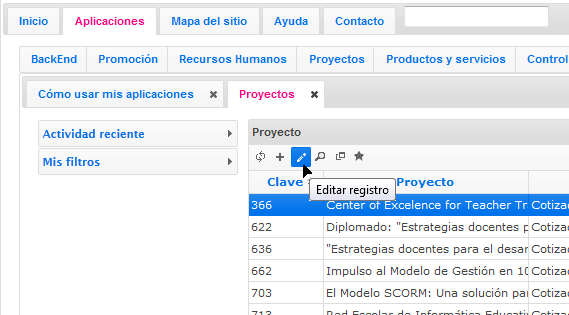 Inicio Aplicaciones Mapa del sitio Ayuda Contacto
BackEnd Promoción Recursos Humanos Proyectos Productos y servicios Control
Cómo usar mis aplicaciones Proyectos
Actividad reciente
Mis filtros
Proyecto
Editar registro
Clave Proyecto
366 Center of Excelence for Teacher Tr Cotiza
622 Diplomado: "Estrategias docentes p Cotiza
636 "Estrategias docentes para el desar Cotiza
662 Impulso al Modelo de Gestión en 10 Cotiza
703 El Modelo SCORM: Una solución par Cotiza
713 Red Escolar de Informática Educati Cotiza